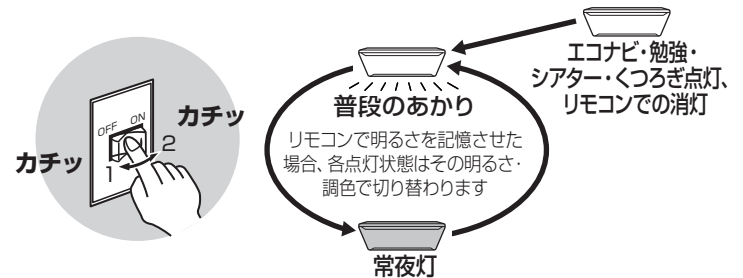 OFF ON
カチッ
2
カチッ
1
普段のあかり
リモコンで明るさを記憶させた
場合、各点灯状態はその明るさ・
調色で切り替わります
常夜灯
エコナビ・勉強・
シアター・くつろぎ点灯、
リモコンでの消灯